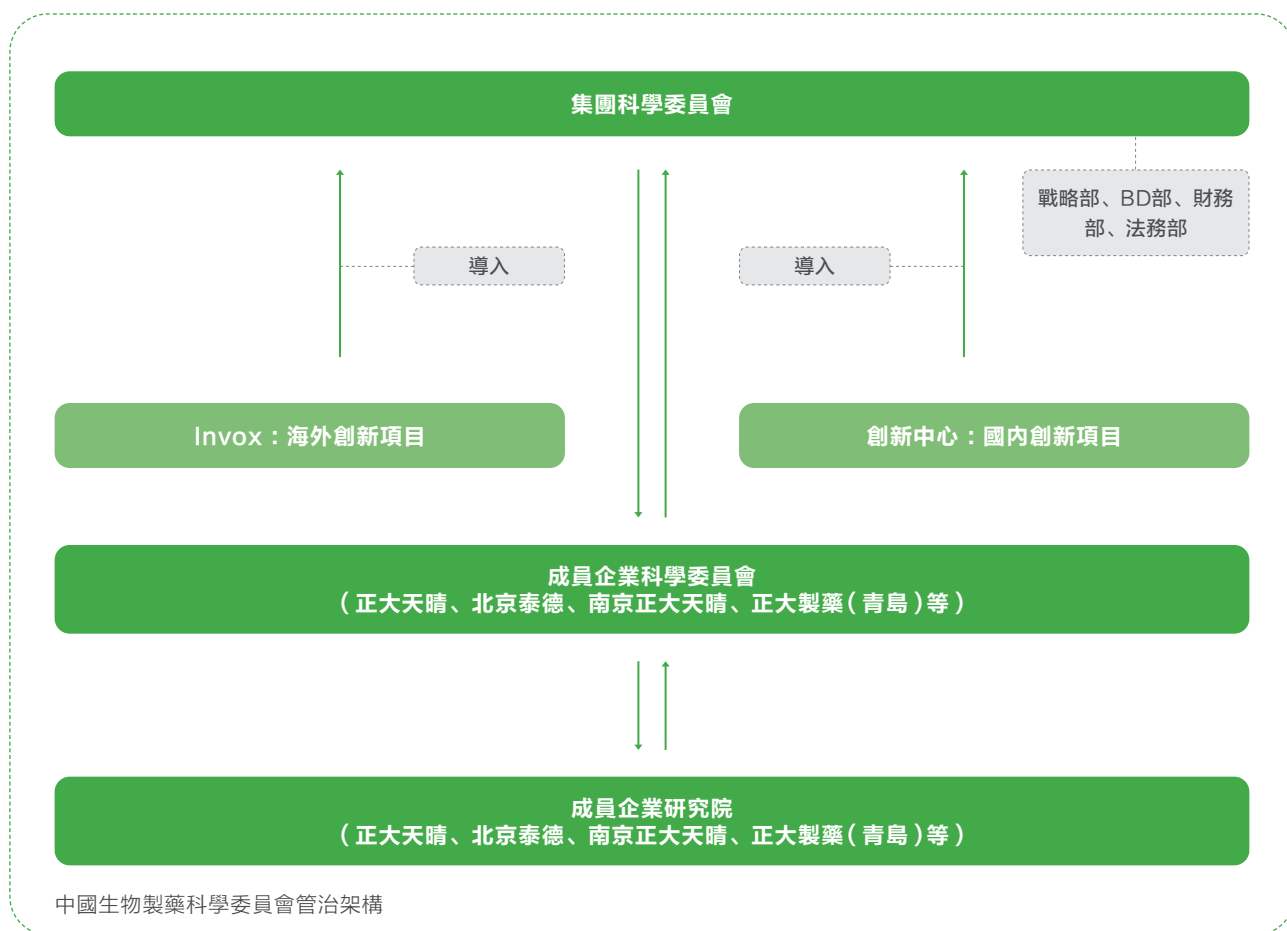 集團科學委員會
戰略部、BD部、財務
部、法務部
導入
導入
Invox：海外創新項目
創新中心：國內創新項目
成員企業科學委員會
（正大天晴、北京泰德、南京正大天晴、正大製藥（青島）等）
成員企業研究院
（正大天晴、北京泰德、南京正大天晴、正大製藥（青島）等）
中國生物製藥科學委員會管治架構